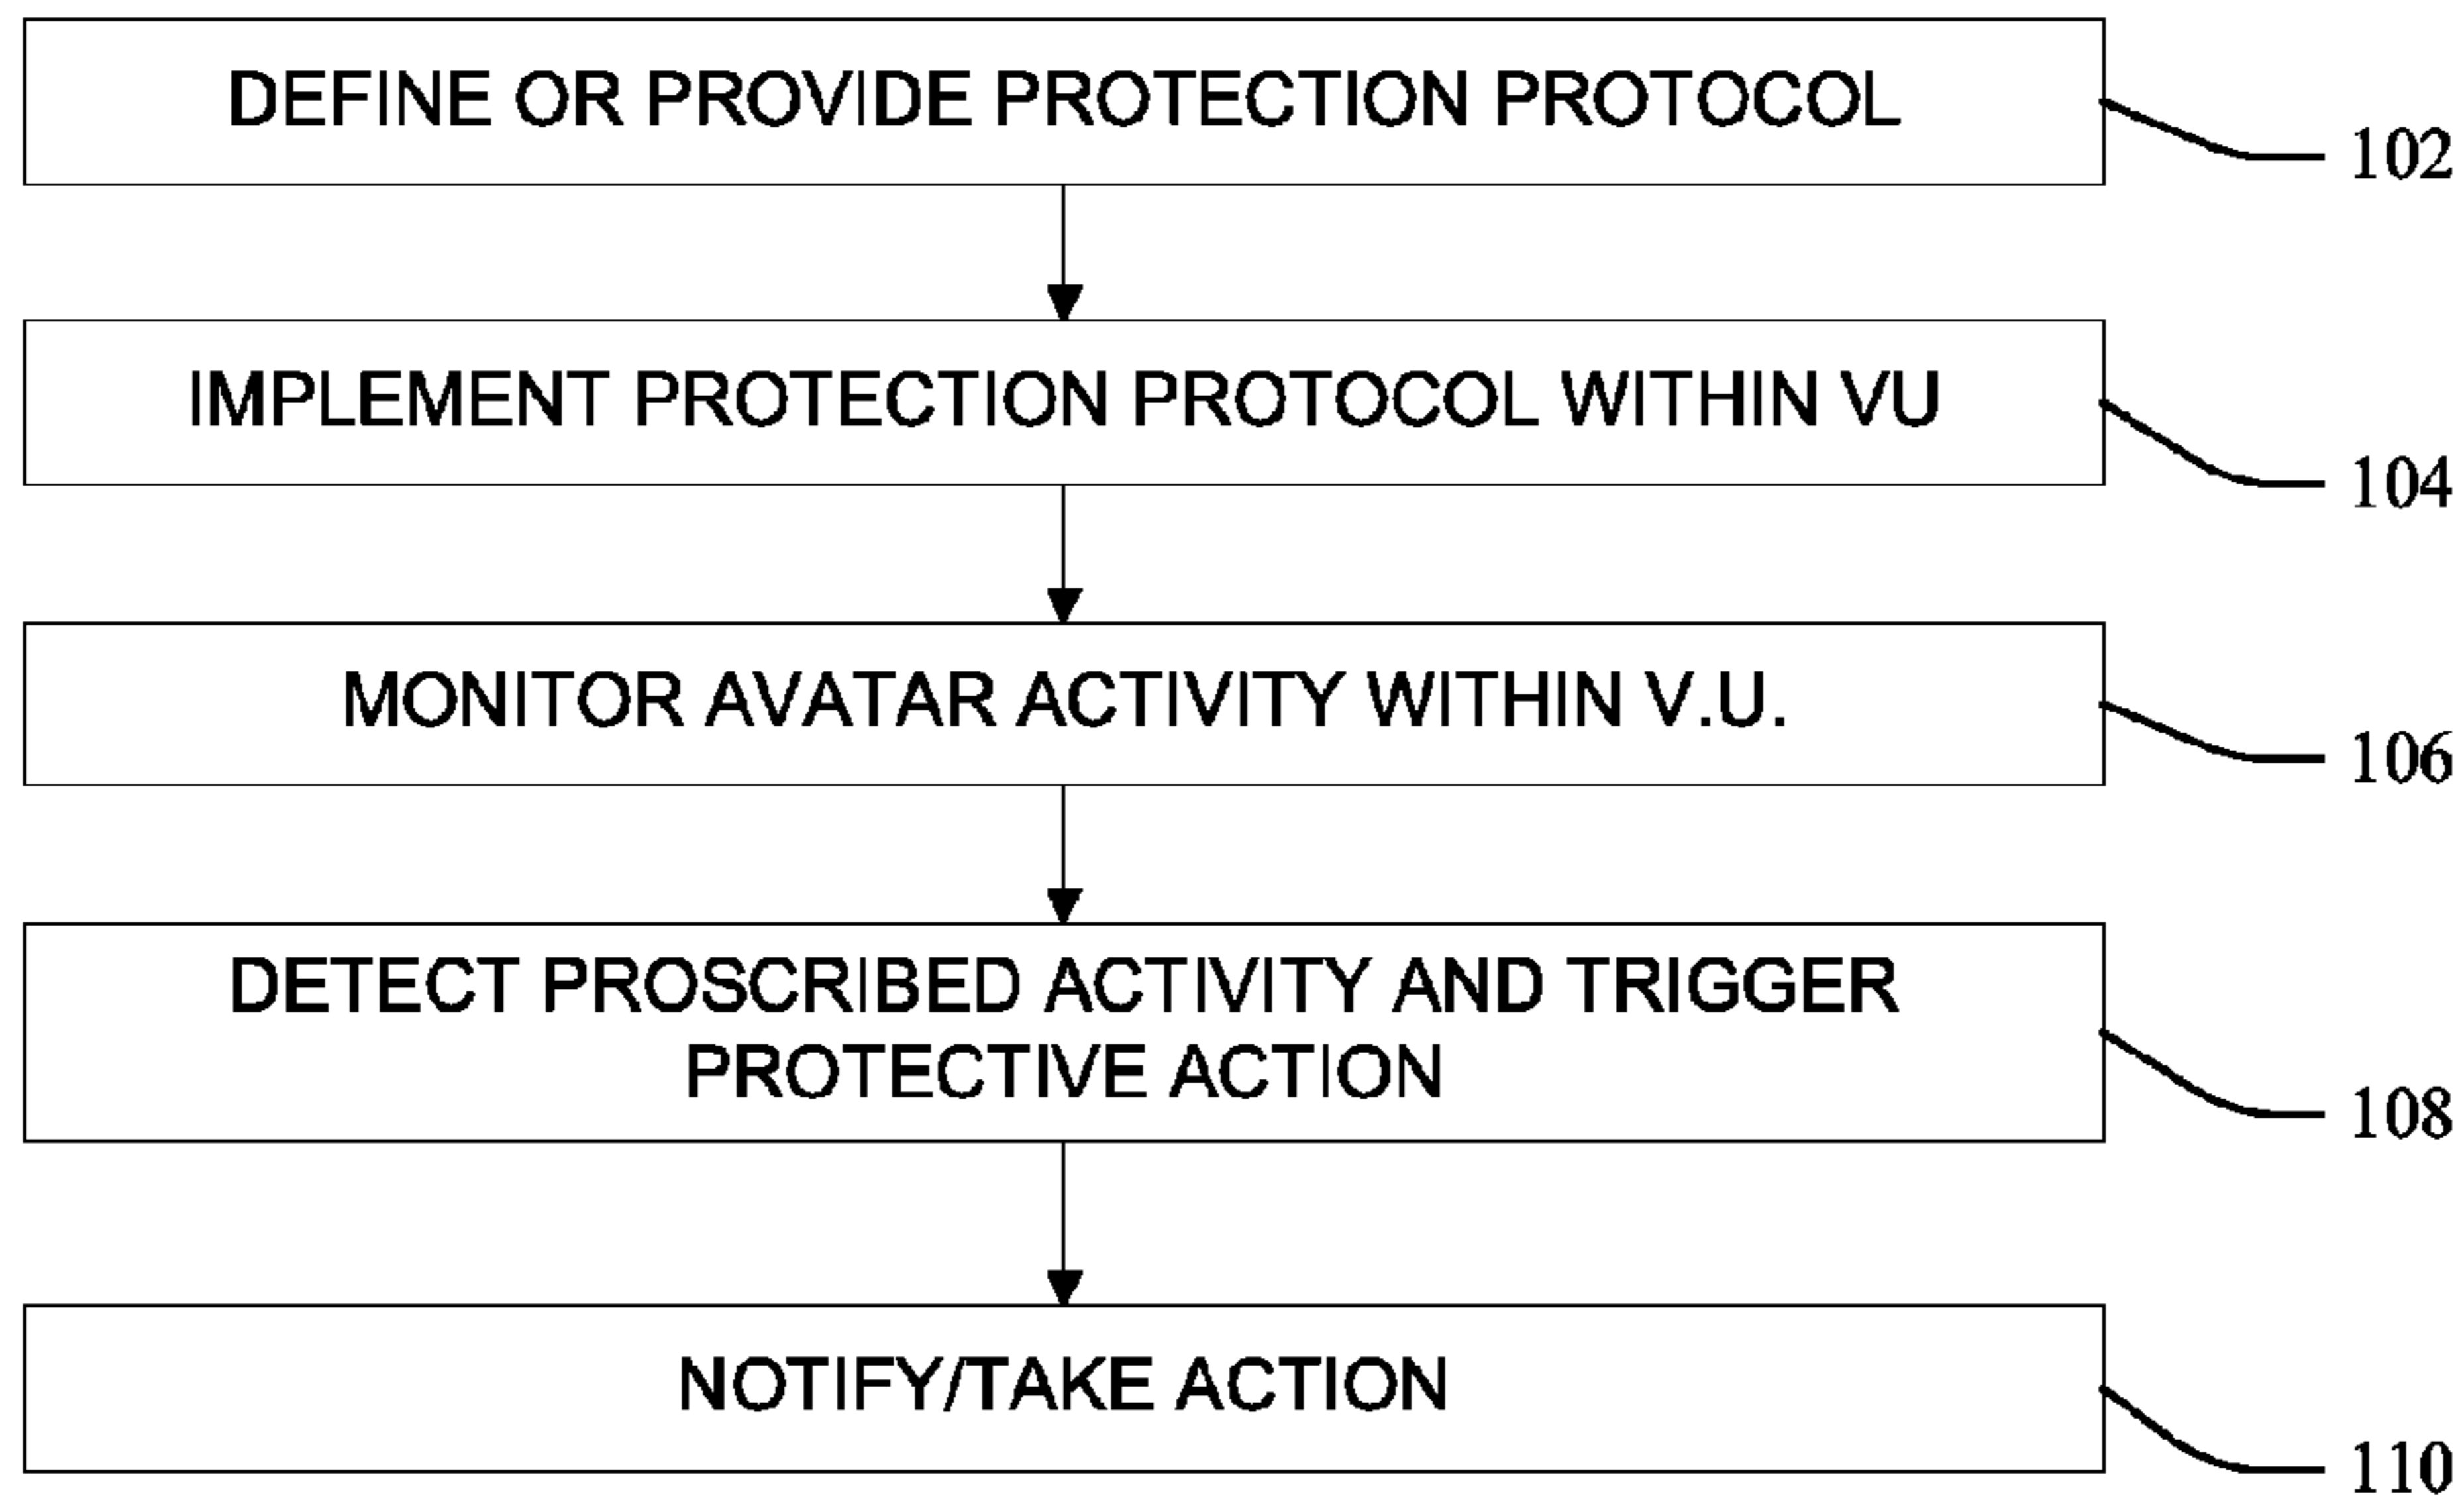 DEFINE OR PROVIDE PROTECTION PROTOCOL
102
IMPLEMENT PROTECTION PROTOCOL WITHIN VU
104
MONITOR AVATAR ACTIVITY WITHIN V.U.
106
DETECT PROSCRIBED ACTIVITY AND TRIGGER
PROTECTIVE ACTION
108
NOTIFY/TAKE ACTION
110